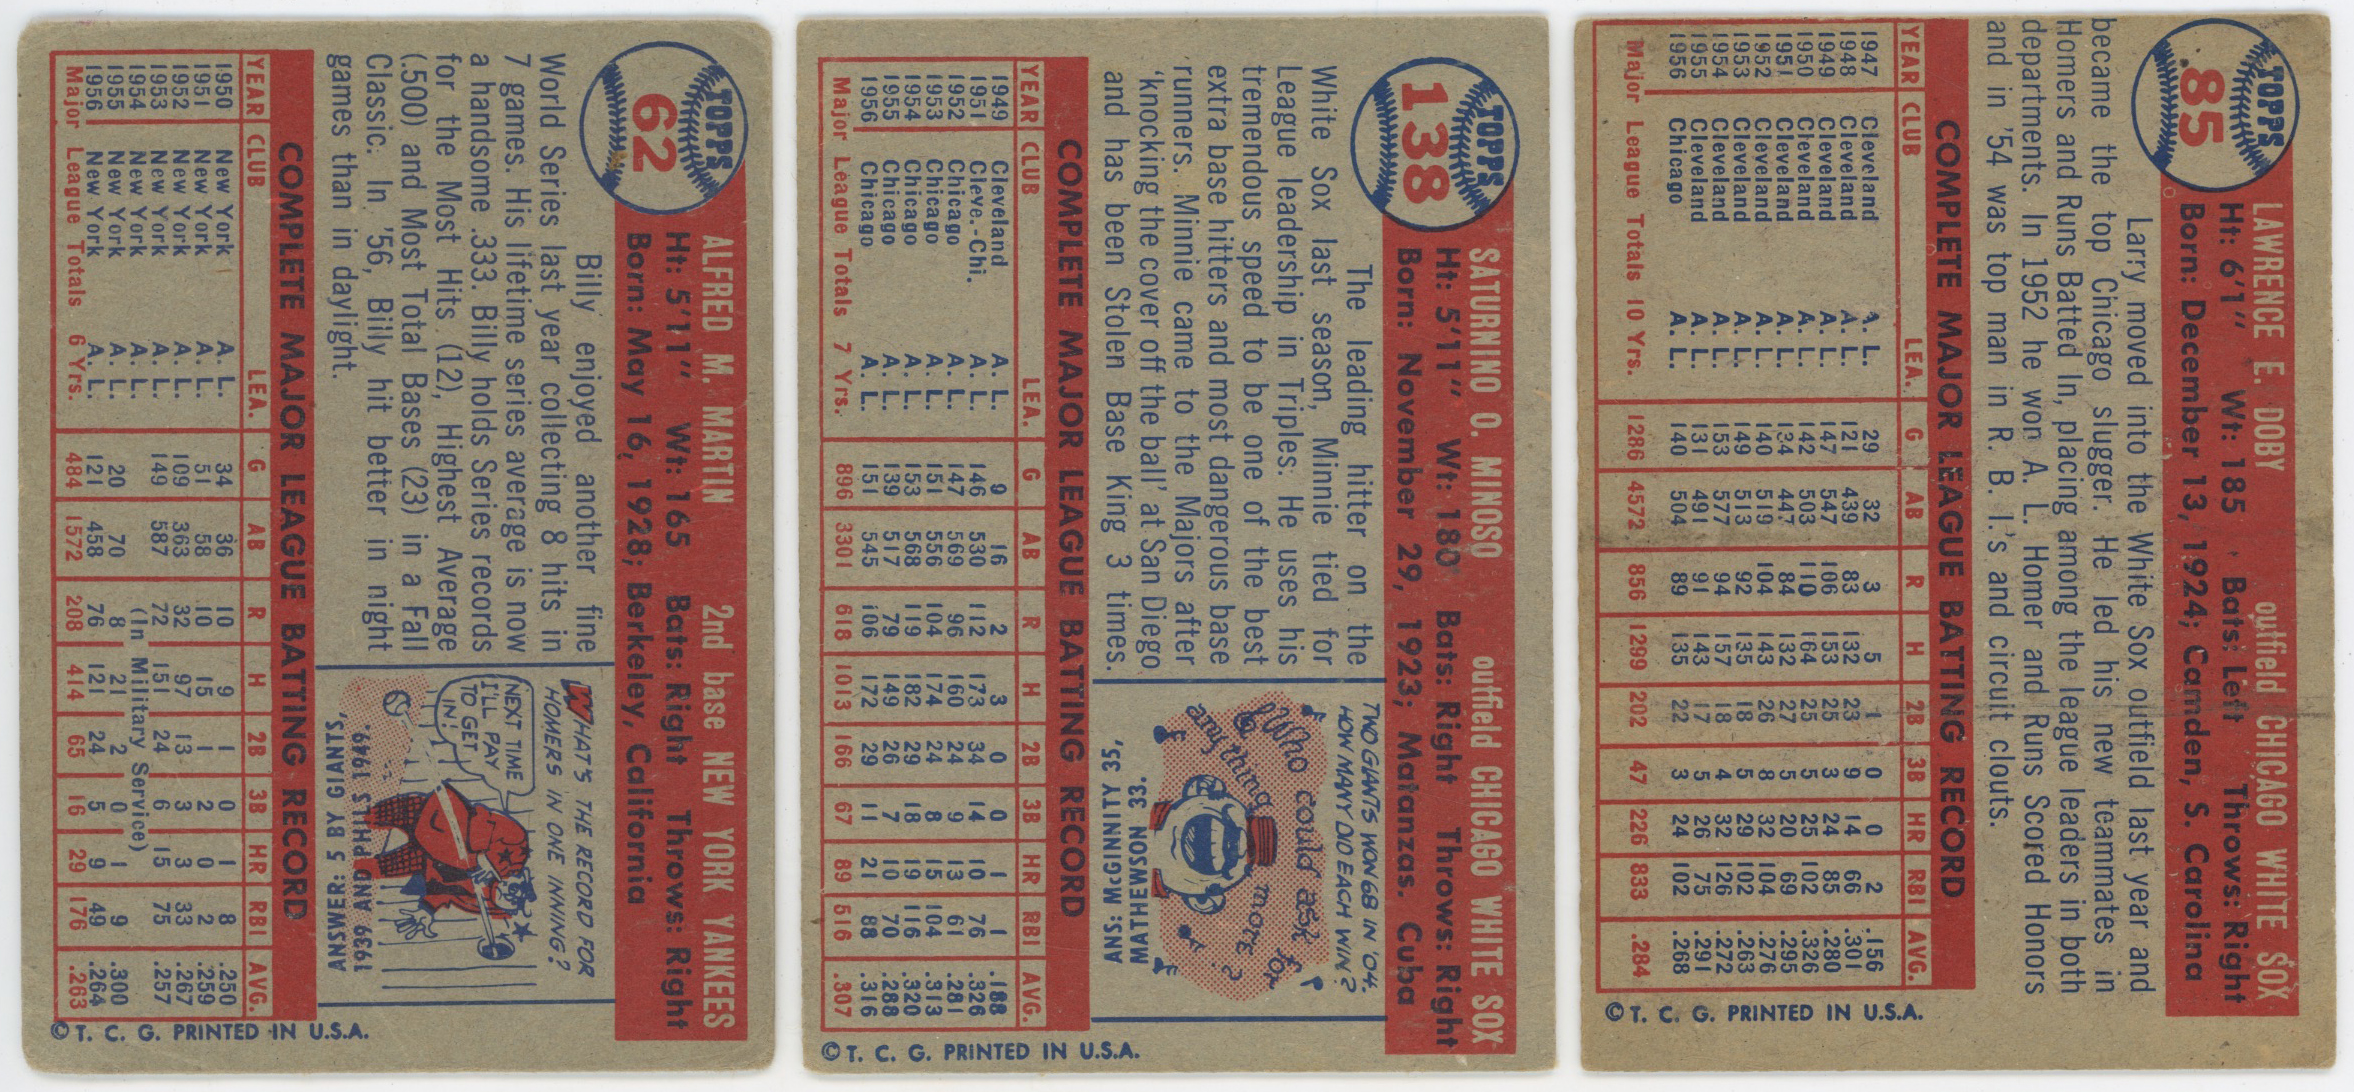 TOPPS
62
ALFRED M. MARTIN 2nd base NEW YORK YANKEES
Ht: 5'11" Wt: 165 Bats: Right Throws: Right
Born: May 16, 1928; Berkeley, California
Billy enjoyed another fine
World Series last year collecting 8 hits in
7 games. His lifetime series average is now
a handsome .333. Billy holds Series records
for the Most Hits (12), Highest Average
(.500) and Most Total Bases (23) in a Fall
Classic. In '56, Billy hit better in night
games than in daylight.
WHAT'S THE RECORD FOR
HOMERS IN ONE INNING?
NEXT TIME
I'LL PAY
TO GET
IN!
ANSWER: 5 BY GIANTS,
1939 AND PHILS 1949.
COMPLETE MAJOR LEAGUE BATTING RECORD
YEAR CLUB LEA. G AB R H 2B 3B HR RBI AVG.
1950 New York A. L. 34 36 10 9 1 0 1 8 .250
1951 New York A. L. 51 58 10 15 1 2 0 2 .259
1952 New York A. L. 109 363 32 97 13 3 3 33 .267
1953 New York A. L. 149 587 72 151 24 6 15 75 .257
1954 New York A. L. (In Military Service)
1955 New York A. L. 20 70 8 21 2 0 1 9 .300
1956 New York A. L. 121 458 76 121 24 5 9 49 .264
Major League Totals 6 Yrs. 484 1572 208 414 65 16 29 176 .263
© T. C. G. PRINTED IN U.S.A.
TOPPS
138
SATURNINO O. MINOSO outfield CHICAGO WHITE SOX
Ht: 5'11" Wt: 180 Bats: Right Throws: Right
Born: November 29, 1923; Matanzas, Cuba
The leading hitter on the
White Sox last season, Minnie tied for
League leadership in Triples. He uses his
tremendous speed to be one of the best
extra base hitters and most dangerous base
runners. Minnie came to the Majors after
'knocking the cover off the ball' at San Diego
and has been Stolen Base King 3 times.
TWO GIANTS WON 68 IN '04.
HOW MANY DID EACH WIN?
Who could ask for
anything more?
ANS: MCGINNITY 35,
MATHEWSON 33.
COMPLETE MAJOR LEAGUE BATTING RECORD
YEAR CLUB LEA. G AB R H 2B 3B HR RBI AVG.
1949 Cleveland A. L. 9 16 2 3 0 0 1 1 .188
1951 Cleve.-Chi. A. L. 146 530 112 173 34 14 10 76 .326
1952 Chicago A. L. 147 569 96 160 24 9 13 61 .281
1953 Chicago A. L. 151 556 104 174 24 8 15 104 .313
1954 Chicago A. L. 153 568 119 182 29 18 19 116 .320
1955 Chicago A. L. 139 517 79 149 26 7 10 70 .288
1956 Chicago A. L. 151 545 106 172 29 11 21 88 .316
Major League Totals 7 Yrs. 896 3301 618 1013 166 67 89 516 .307
© T. C. G. PRINTED IN U.S.A.
TOPPS
85
LAWRENCE E. DOBY outfield CHICAGO WHITE SOX
Ht: 6'1" Wt: 185 Bats: Left Throws: Right
Born: December 13, 1924; Camden, S. Carolina
Larry moved into the White Sox outfield last year and
became the top Chicago slugger. He led his new teammates in
Homers and Runs Batted In, placing among the league leaders in both
departments. In 1952 he won A. L. Homer and Runs Scored Honors
and in '54 was top man in R. B. I.'s and circuit clouts.
COMPLETE MAJOR LEAGUE BATTING RECORD
YEAR CLUB LEA. G AB R H 2B 3B HR RBI AVG.
1947 Cleveland A. L. 29 32 3 5 1 0 0 2 .156
1948 Cleveland A. L. 121 439 83 132 23 9 14 66 .301
1949 Cleveland A. L. 147 547 106 153 25 3 24 85 .280
1950 Cleveland A. L. 142 503 110 164 25 5 25 102 .326
1951 Cleveland A. L. 134 447 84 132 27 5 20 69 .295
1952 Cleveland A. L. 140 519 104 143 26 8 32 104 .276
1953 Cleveland A. L. 149 513 92 135 18 5 29 102 .263
1954 Cleveland A. L. 153 577 94 157 18 4 32 126 .272
1955 Cleveland A. L. 131 491 91 143 17 5 26 75 .291
1956 Chicago A. L. 140 504 89 135 22 3 24 102 .268
Major League Totals 10 Yrs. 1286 4572 856 1299 202 47 226 833 .284
© T. C. G. PRINTED IN U.S.A.